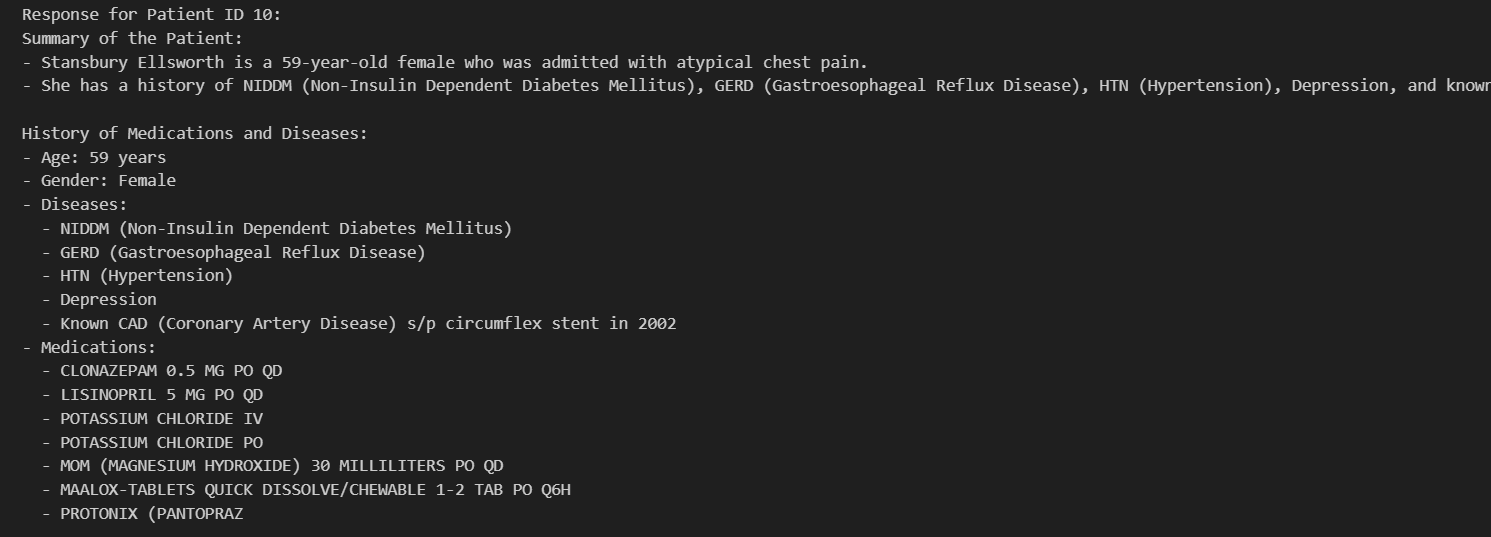 Response for Patient ID 10:
Summary of the Patient:
- Stansbury Ellsworth is a 59-year-old female who was admitted with atypical chest pain.
- She has a history of NIDDM (Non-Insulin Dependent Diabetes Mellitus), GERD (Gastroesophageal Reflux Disease), HTN (Hypertension), Depression, and known
History of Medications and Diseases:
- Age: 59 years
- Gender: Female
- Diseases:
- NIDDM (Non-Insulin Dependent Diabetes Mellitus)
- GERD (Gastroesophageal Reflux Disease)
- HTN (Hypertension)
- Depression
- Known CAD (Coronary Artery Disease) s/p circumflex stent in 2002
- Medications:
- CLONAZEPAM 0.5 MG PO QD
- LISINOPRIL 5 MG PO QD
- POTASSIUM CHLORIDE IV
- POTASSIUM CHLORIDE PO
- MOM (MAGNESIUM HYDROXIDE) 30 MILLILITERS PO QD
- MAALOX-TABLETS QUICK DISSOLVE/CHEWABLE 1-2 TAB PO Q6H
- PROTONIX (PANTOPRAZ